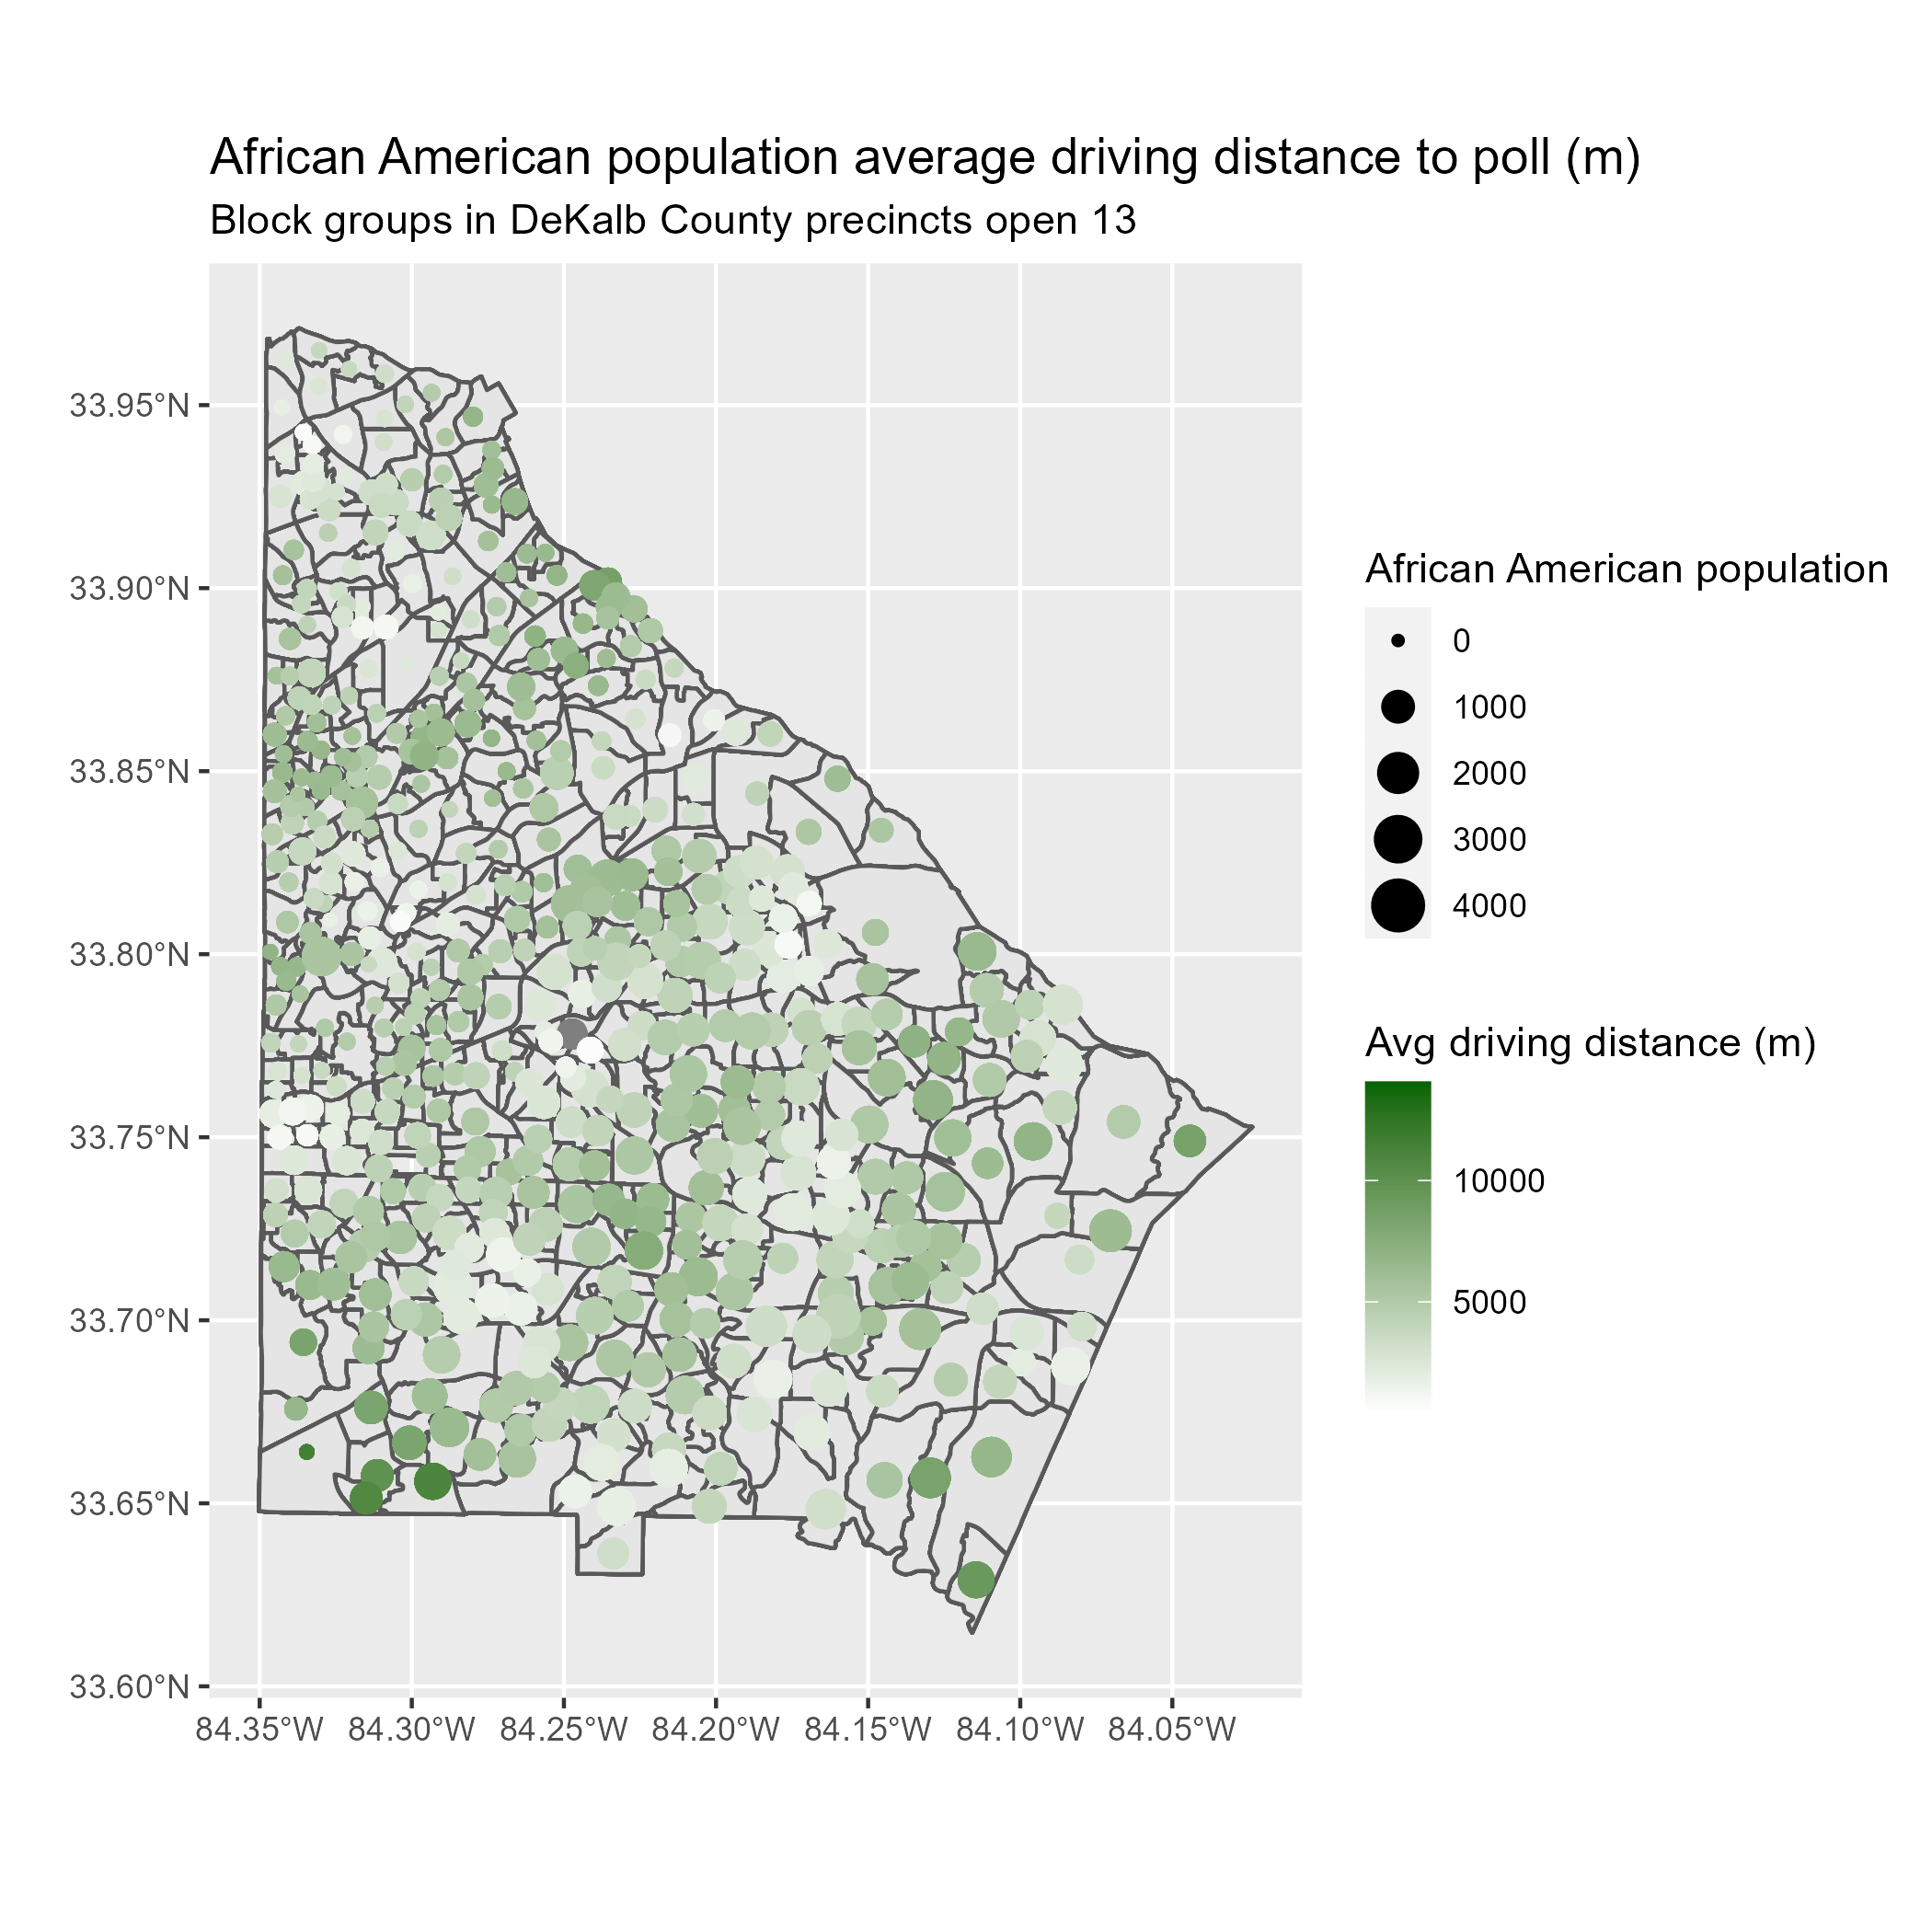 African American population average driving distance to poll (m)
Block groups in DeKalb County precincts open 13
33.95°N
33.90°N
33.85°N
33.80°N
33.75°N
33.70°N
33.65°N
33.60°N
84.35°W 84.30°W 84.25°W 84.20°W 84.15°W 84.10°W 84.05°W
African American population
0
1000
2000
3000
4000
Avg driving distance (m)
10000
5000